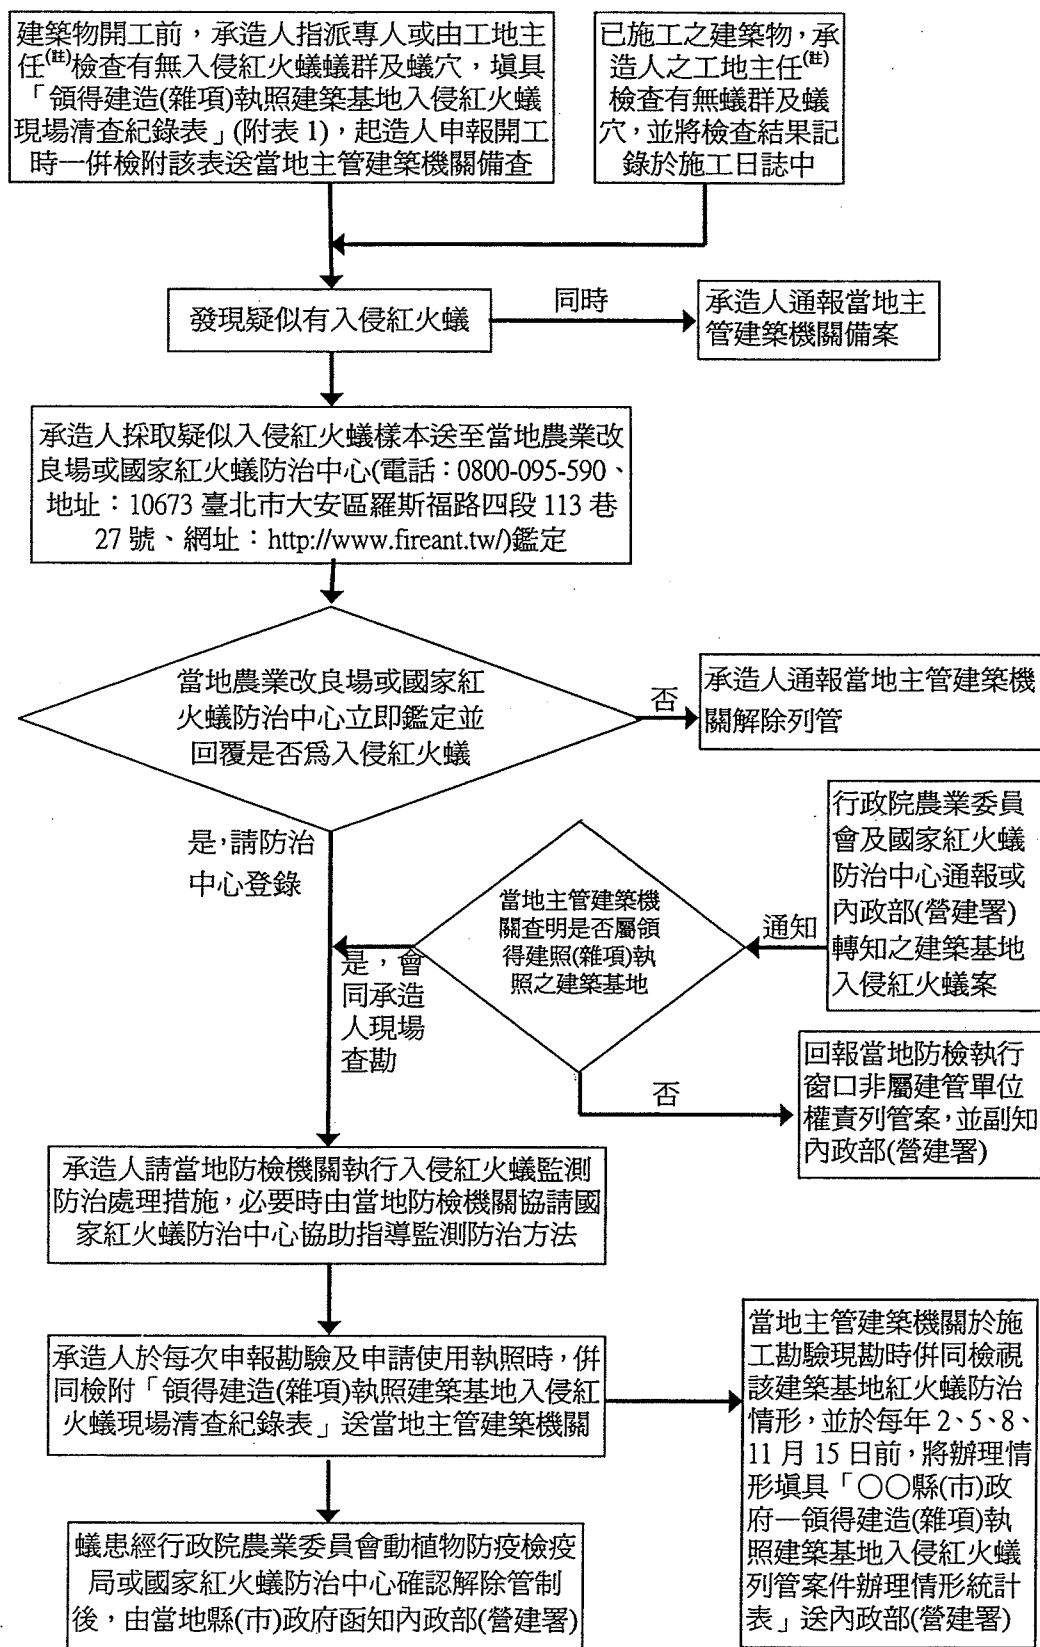 建築物開工前，承造人指派專人或由工地主
任(註)檢查有無入侵紅火蟻蟻群及蟻穴，填具
「領得建造(雜項)執照建築基地入侵紅火蟻
現場清查紀錄表」(附表 1)，起造人申報開工
時一併檢附該表送當地主管建築機關備查
已施工之建築物，承
造人之工地主任(註)
檢查有無蟻群及蟻
穴，並將檢查結果記
錄於施工日誌中
發現疑似有入侵紅火蟻
同時
承造人通報當地主
管建築機關備案
承造人採取疑似入侵紅火蟻樣本送至當地農業改
良場或國家紅火蟻防治中心(電話：0800-095-590、
地址：10673 臺北市大安區羅斯福路四段 113 巷
27 號、網址：http://www.fireant.tw/)鑑定
當地農業改良場或國家紅
火蟻防治中心立即鑑定並
回覆是否為入侵紅火蟻
否
承造人通報當地主管建築機
關解除列管
是，請防治
中心登錄
行政院農業委員
會及國家紅火蟻
防治中心通報或
內政部(營建署)
轉知之建築基地
入侵紅火蟻案
通知
當地主管建築機
關查明是否屬領
得建照(雜項)執
照之建築基地
是，會
同承造
人現場
查勘
否
回報當地防檢執行
窗口非屬建管單位
權責列管案，並副知
內政部(營建署)
承造人請當地防檢機關執行入侵紅火蟻監測
防治處理措施，必要時由當地防檢機關協請國
家紅火蟻防治中心協助指導監測防治方法
承造人於每次申報勘驗及申請使用執照時，併
同檢附「領得建造(雜項)執照建築基地入侵紅
火蟻現場清查紀錄表」送當地主管建築機關
當地主管建築機關於施
工勘驗現勘時併同檢視
該建築基地紅火蟻防治
情形，並於每年 2、5、8、
11 月 15 日前，將辦理情
形填具「○○縣(市)政
府—領得建造(雜項)執
照建築基地入侵紅火蟻
列管案件辦理情形統計
表」送內政部(營建署)
蟻患經行政院農業委員會動植物防疫檢疫
局或國家紅火蟻防治中心確認解除管制
後，由當地縣(市)政府函知內政部(營建署)